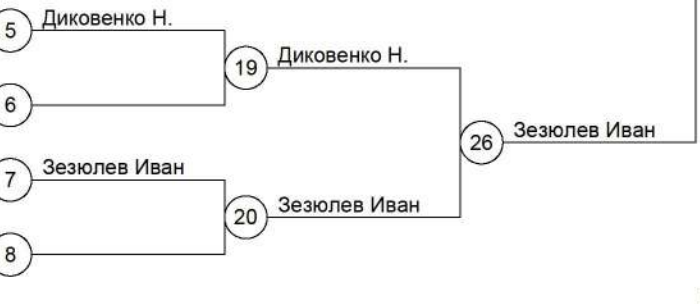 5 Диковенко Н.
19 Диковенко Н.
6
26 Зезюлев Иван
7 Зезюлев Иван
20 Зезюлев Иван
8